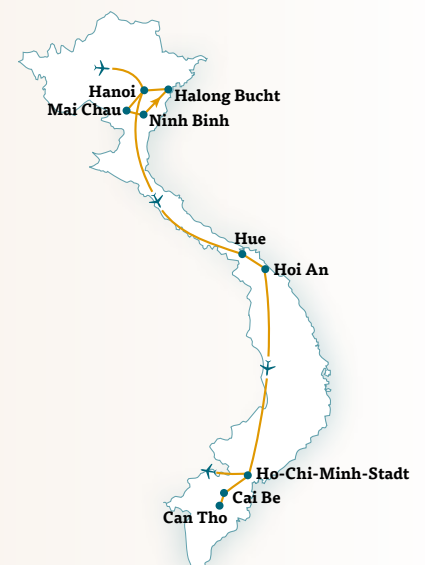 Hanoi
Halong Bucht
Mai Chau
Ninh Binh
Hue
Hoi An
Ho-Chi-Minh-Stadt
Cai Be
Can Tho